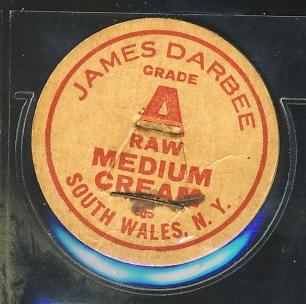 JAMES DARBEE
GRADE
A
RAW
MEDIUM
CREAM
SOUTH WALES, N.Y.